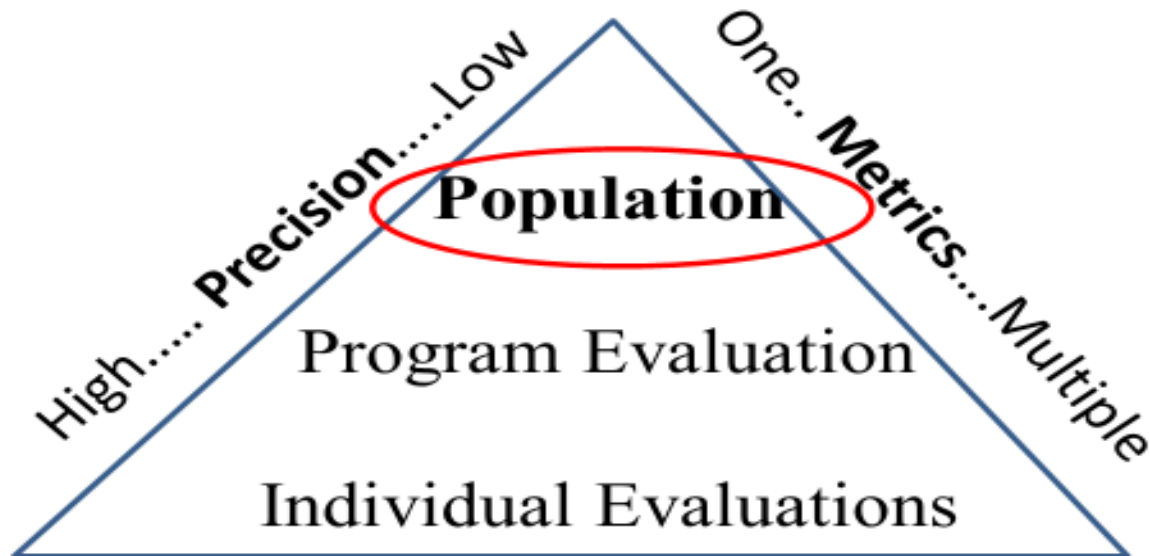 High..... Precision.....Low
One.. Metrics....Multiple
Population
Program Evaluation
Individual Evaluations